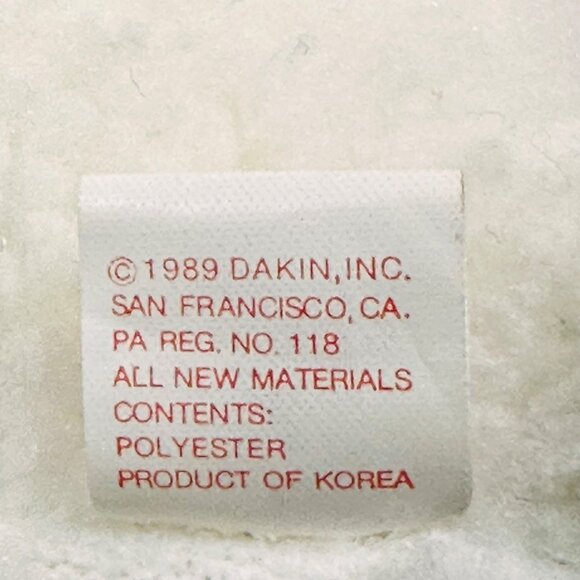 © 1989 DAKIN, INC.
SAN FRANCISCO, CA.
PA REG. NO. 118
ALL NEW MATERIALS
CONTENTS:
POLYESTER
PRODUCT OF KOREA